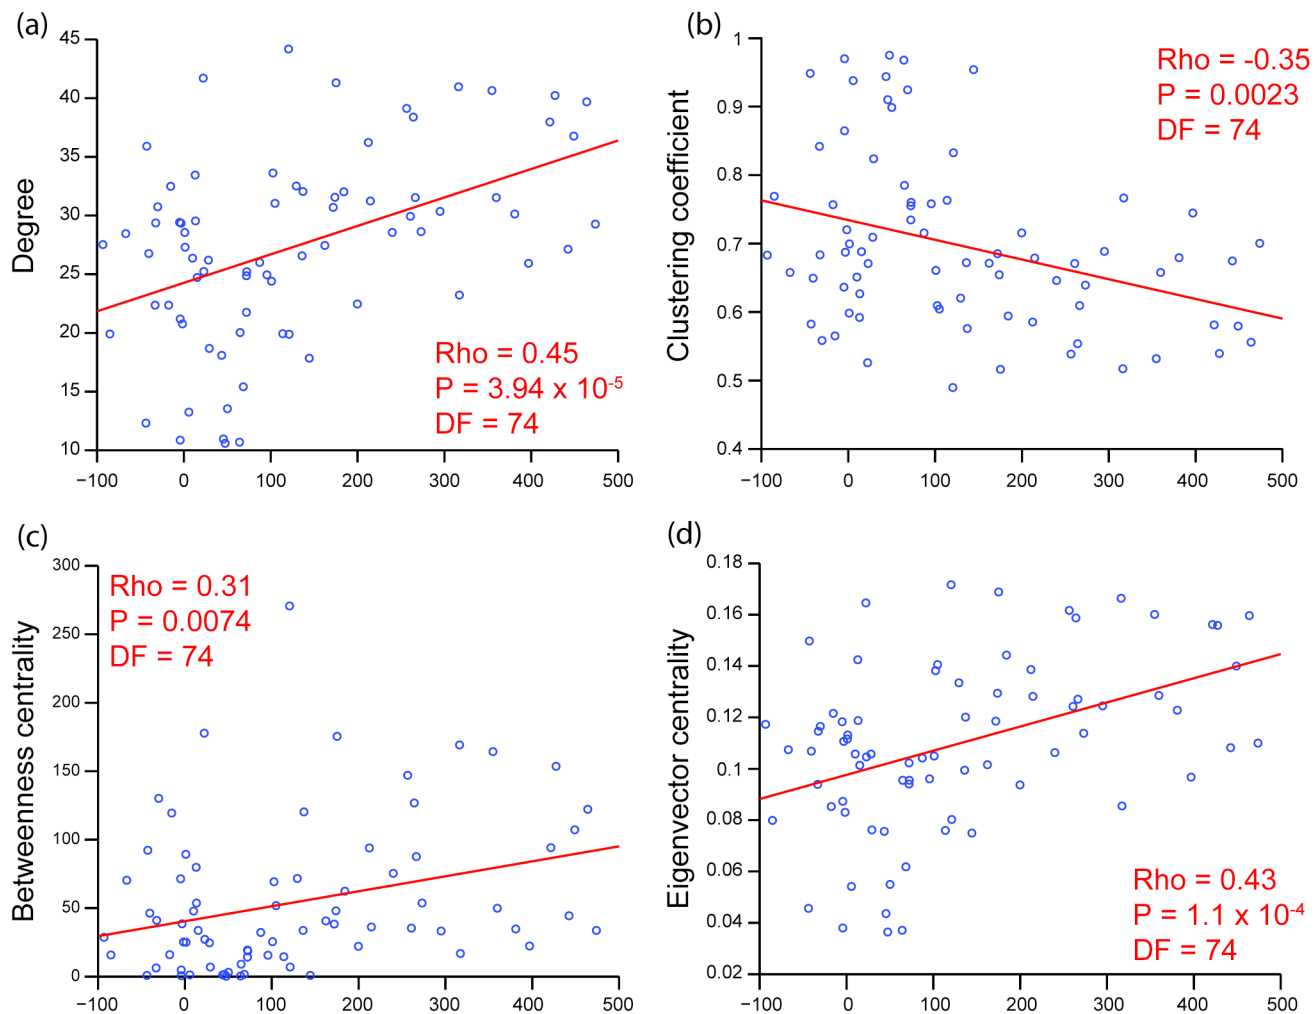 (a)
45
40
35
30
25
20
15
10
Degree
Rho = 0.45
P = 3.94 x 10-5
DF = 74
−100 0 100 200 300 400 500
(b)
1
0.9
0.8
0.7
0.6
0.5
0.4
Clustering coefficient
Rho = -0.35
P = 0.0023
DF = 74
−100 0 100 200 300 400 500
(c)
300
250
200
150
100
50
0
Betweenness centrality
Rho = 0.31
P = 0.0074
DF = 74
−100 0 100 200 300 400 500
(d)
0.18
0.16
0.14
0.12
0.1
0.08
0.06
0.04
0.02
Eigenvector centrality
Rho = 0.43
P = 1.1 x 10-4
DF = 74
−100 0 100 200 300 400 500